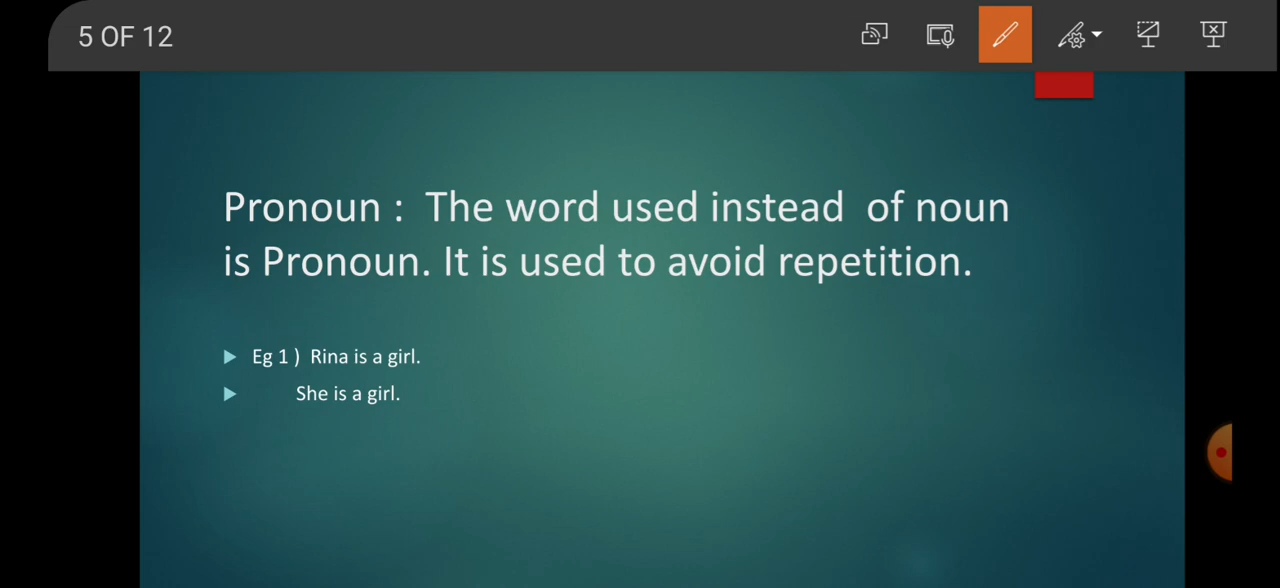 5 OF 12
Pronoun : The word used instead of noun
is Pronoun. It is used to avoid repetition.
Eg 1 ) Rina is a girl.
She is a girl.